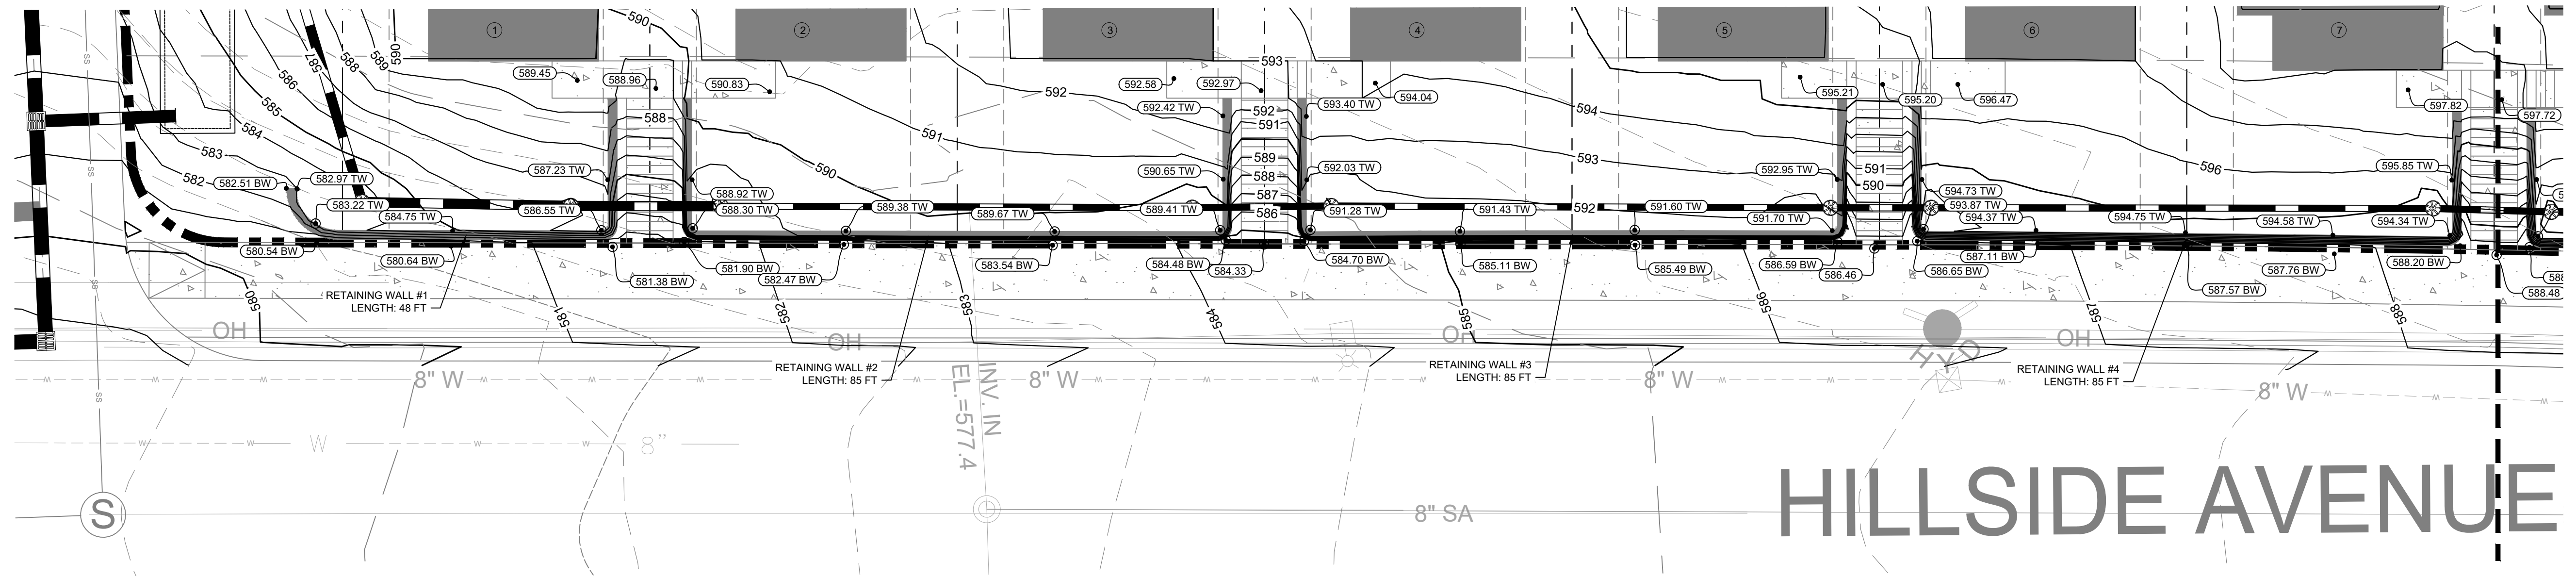 1
2
3
4
5
6
7
590
590
589
588
587
586
585
584
583
582
593
592
594
589.45
588.96
590.83
592.58
592.97
594.04
595.21
595.20
596.47
597.82
597.72
588
592.42 TW
592
591
593.40 TW
591
590
593
596
587.23 TW
588.92 TW
590.65 TW
589
588
587
586
592.03 TW
592.95 TW
591
590
594.73 TW
595.85 TW
582.51 BW
582.97 TW
583.22 TW
584.75 TW
586.55 TW
588.30 TW
589.38 TW
589.67 TW
589.41 TW
591.28 TW
591.43 TW
592
591.60 TW
591.70 TW
593.87 TW
594.37 TW
594.75 TW
594.58 TW
594.34 TW
580.54 BW
580.64 BW
581.38 BW
581.90 BW
582.47 BW
583.54 BW
584.48 BW
584.33
584.70 BW
585.11 BW
585.49 BW
586.59 BW
586.46
586.65 BW
587.11 BW
587.57 BW
587.76 BW
588.20 BW
588.48
580
581
582
583
584
585
586
587
588
RETAINING WALL #1
LENGTH: 48 FT
RETAINING WALL #2
LENGTH: 85 FT
RETAINING WALL #3
LENGTH: 85 FT
RETAINING WALL #4
LENGTH: 85 FT
OH
OH
OH
OH
HYD
8" W
8" W
8" W
8" W
INV. IN
EL.=577.4
W
8"
S
SS
SS
SS
8" SA
HILLSIDE AVENUE